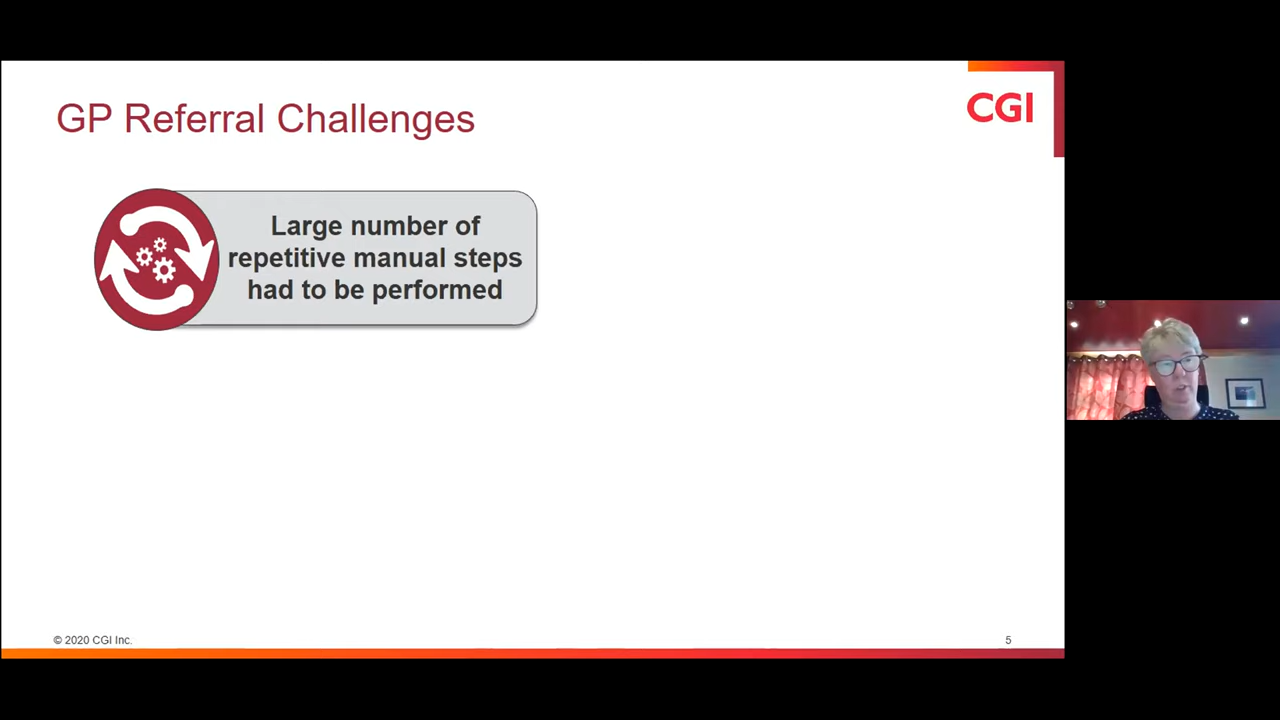 GP Referral Challenges
CGI
Large number of
repetitive manual steps
had to be performed
© 2020 CGI Inc.
5